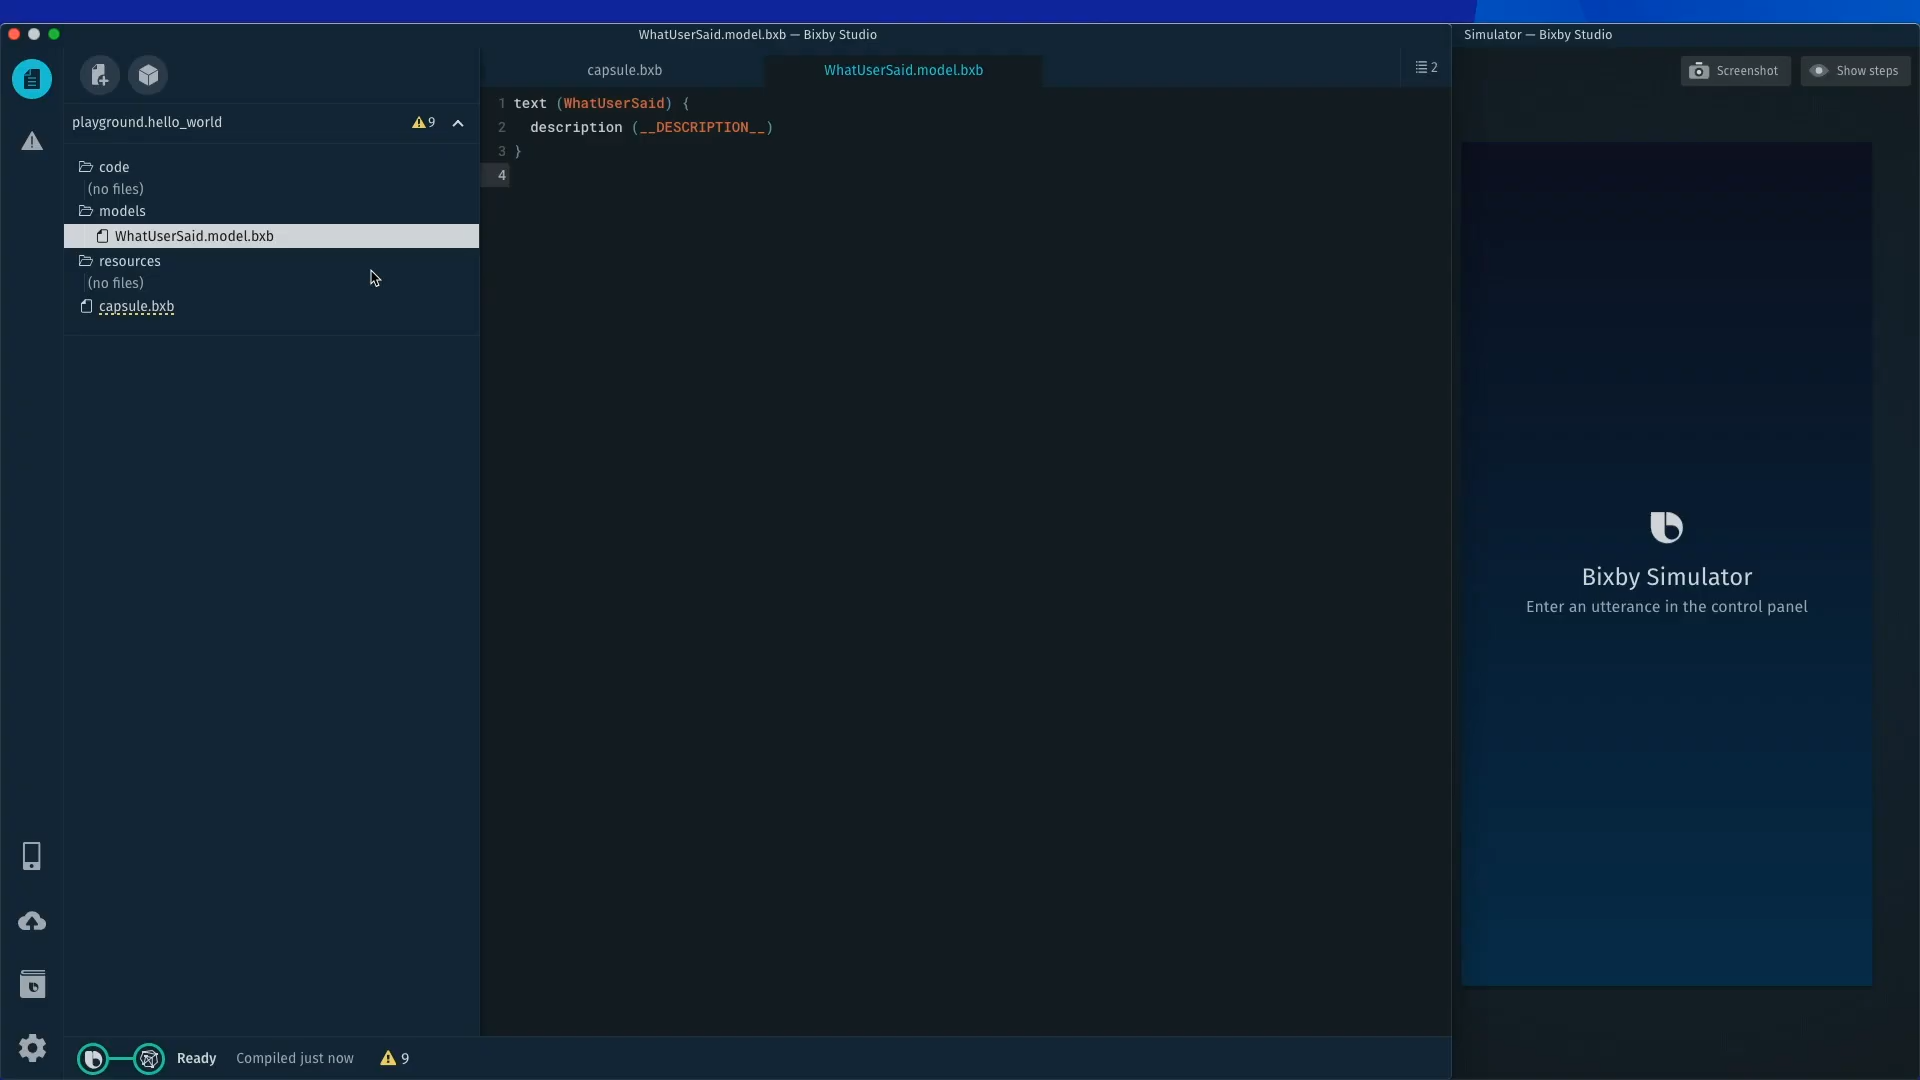 WhatUserSaid.model.bxb — Bixby Studio
Simulator — Bixby Studio
capsule.bxb
WhatUserSaid.model.bxb
2
Screenshot
Show steps
playground.hello_world
9
code
(no files)
models
WhatUserSaid.model.bxb
resources
(no files)
capsule.bxb
1 text (WhatUserSaid) {
2 description (__DESCRIPTION__)
3 }
4
Bixby Simulator
Enter an utterance in the control panel
Ready
Compiled just now
9